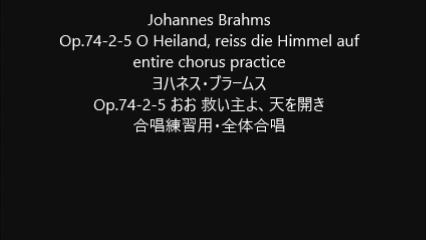 Johannes Brahms
Op.74-2-5 O Heiland, reiss die Himmel auf
entire chorus practice
ヨハネス・ブラームス
Op.74-2-5 おお 救い主よ、天を開き
合唱練習用・全体合唱